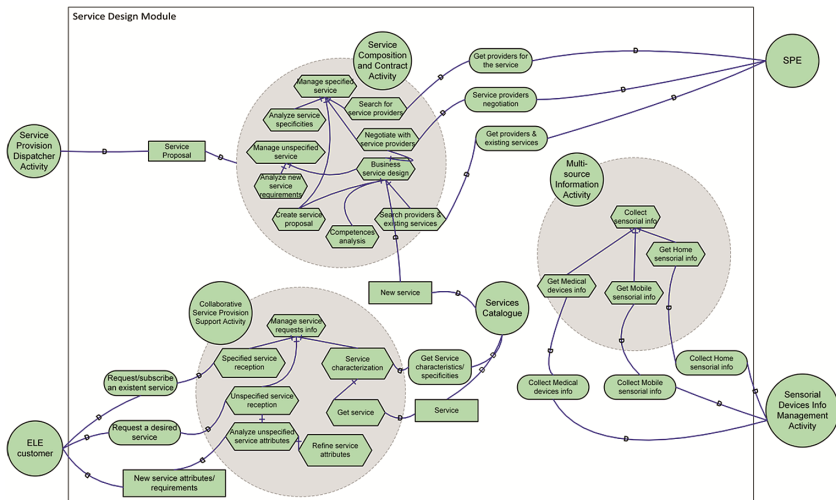 Service Design Module
Service
Composition
and Contract
Activity
Get providers for
the service
D
SPE
Manage specified
service
Search for
service providers
Analyze service
specificities
Service providers
negotiation
D
D
Service
Provision
Dispatcher
Activity
D
Service
Proposal
D
Negotiate with
service providers
Manage unspecified
service
Get providers &
existing services
Business
service design
Analyze new
service
requirements
Multi-
source
Information
Activity
Create service
proposal
Search providers
& existing services
Competences
analysis
Collect
sensorial info
Get Home
sensorial info
Get Medical
devices info
Get Mobile
sensorial info
New service
Services
Catalogue
Collaborative
Service Provision
Support Activity
Manage service
requests info
Specified service
reception
Service
characterization
Get Service
characteristics/
specificities
Collect Home
sensorial info
Request/subscribe
an existent service
Collect Medical
devices info
Collect Mobile
sensorial info
Unspecified service
reception
Get service
Service
Sensorial
Devices Info
Management
Activity
Request a desired
service
Analyze unspecified
service attributes
Refine service
attributes
ELE
customer
New service attributes/
requirements